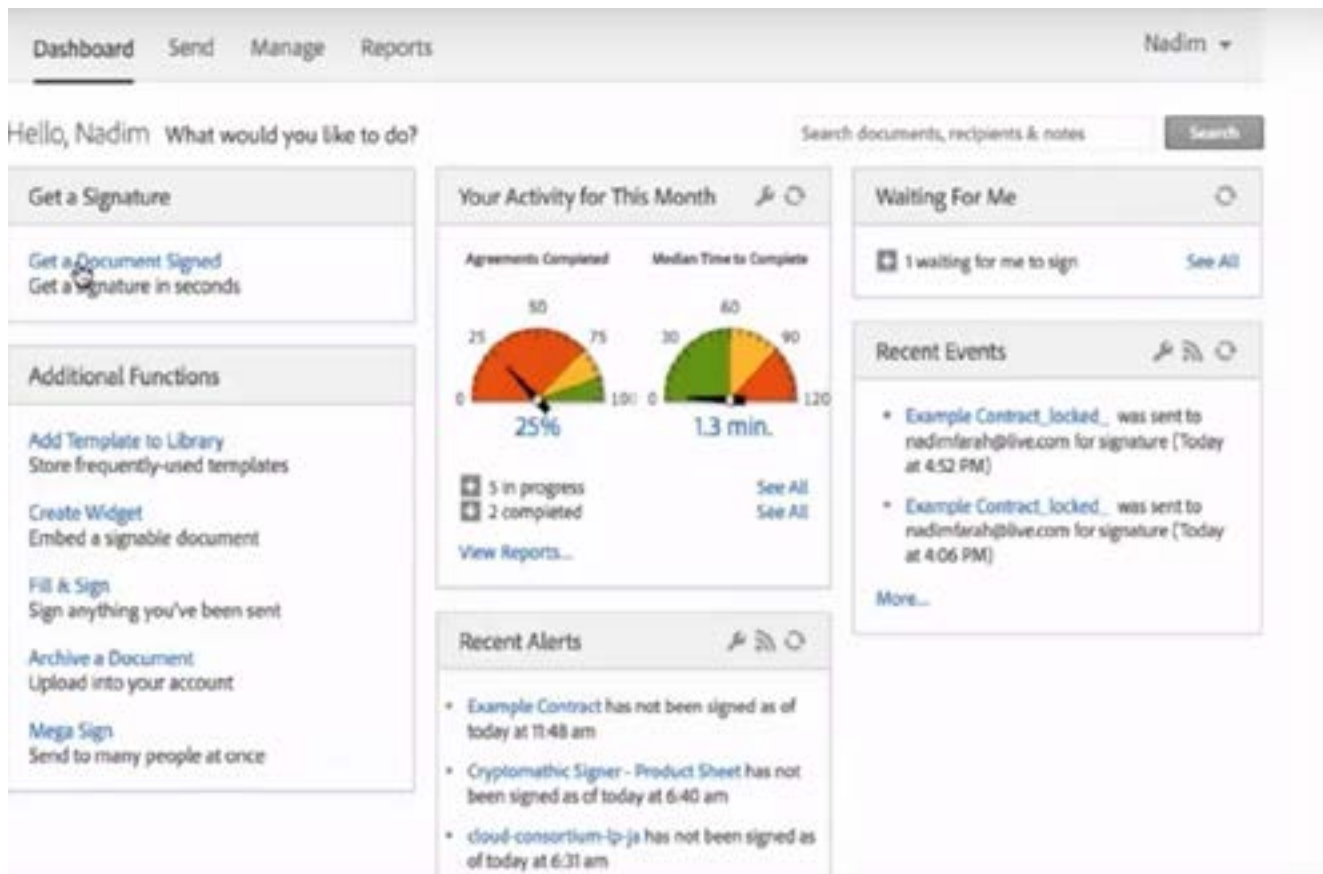 Dashboard Send Manage Reports
Nadim
Hello, Nadim What would you like to do?
Search documents, recipients & notes
Search
Get a Signature
Get a Document Signed
Get a signature in seconds
Additional Functions
Add Template to Library
Store frequently-used templates
Create Widget
Embed a signable document
Fill & Sign
Sign anything you've been sent
Archive a Document
Upload into your account
Mega Sign
Send to many people at once
Your Activity for This Month
Agreements Completed
0 25 50 75 100
25%
Median Time to Complete
0 30 60 90 120
1.3 min.
5 in progress See All
2 completed See All
View Reports...
Recent Alerts
Example Contract has not been signed as of
today at 11:48 am
Cryptomathic Signer - Product Sheet has not
been signed as of today at 6:40 am
cloud-consortium-lp-ja has not been signed as
of today at 6:31 am
Waiting For Me
1 waiting for me to sign See All
Recent Events
Example Contract_locked_ was sent to
nadimfarah@live.com for signature (Today
at 4:52 PM)
Example Contract_locked_ was sent to
nadimfarah@live.com for signature (Today
at 4:06 PM)
More...